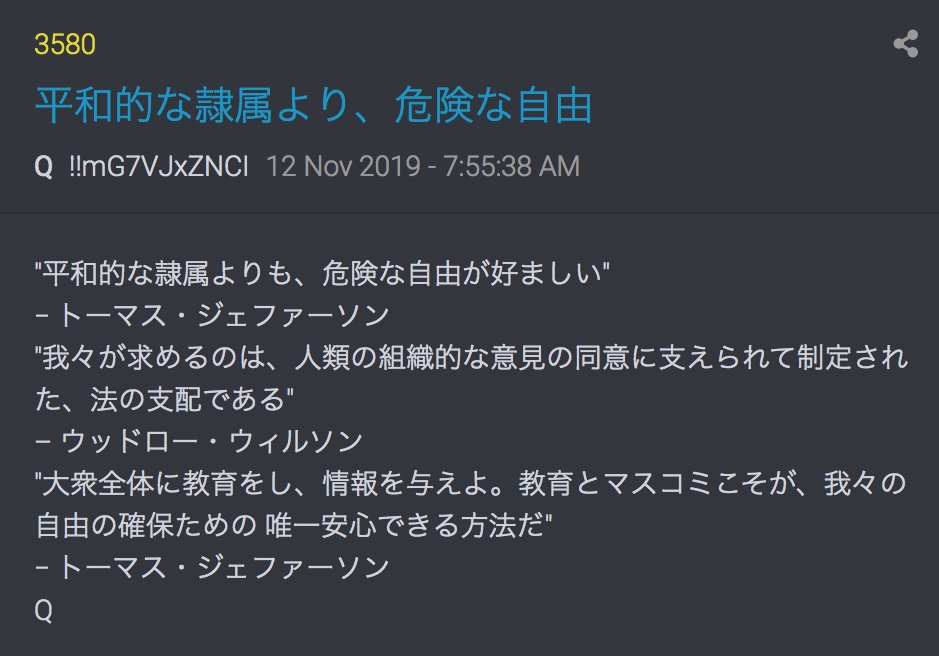 3580
平和的な隷属より、危険な自由
Q !!mG7VJxZNCI 12 Nov 2019 - 7:55:38 AM
"平和的な隷属よりも、危険な自由が好ましい"
– トーマス・ジェファーソン
"我々が求めるのは、人類の組織的な意見の同意に支えられて制定され
た、法の支配である"
– ウッドロー・ウィルソン
"大衆全体に教育をし、情報を与えよ。教育とマスコミこそが、我々の
自由の確保ための 唯一安心できる方法だ"
– トーマス・ジェファーソン
Q